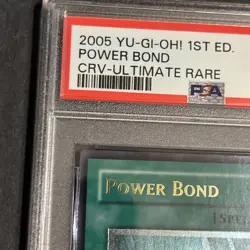 2005 YU-GI-OH! 1ST ED.
POWER BOND
CRV-ULTIMATE RARE
PSA
POWER BOND